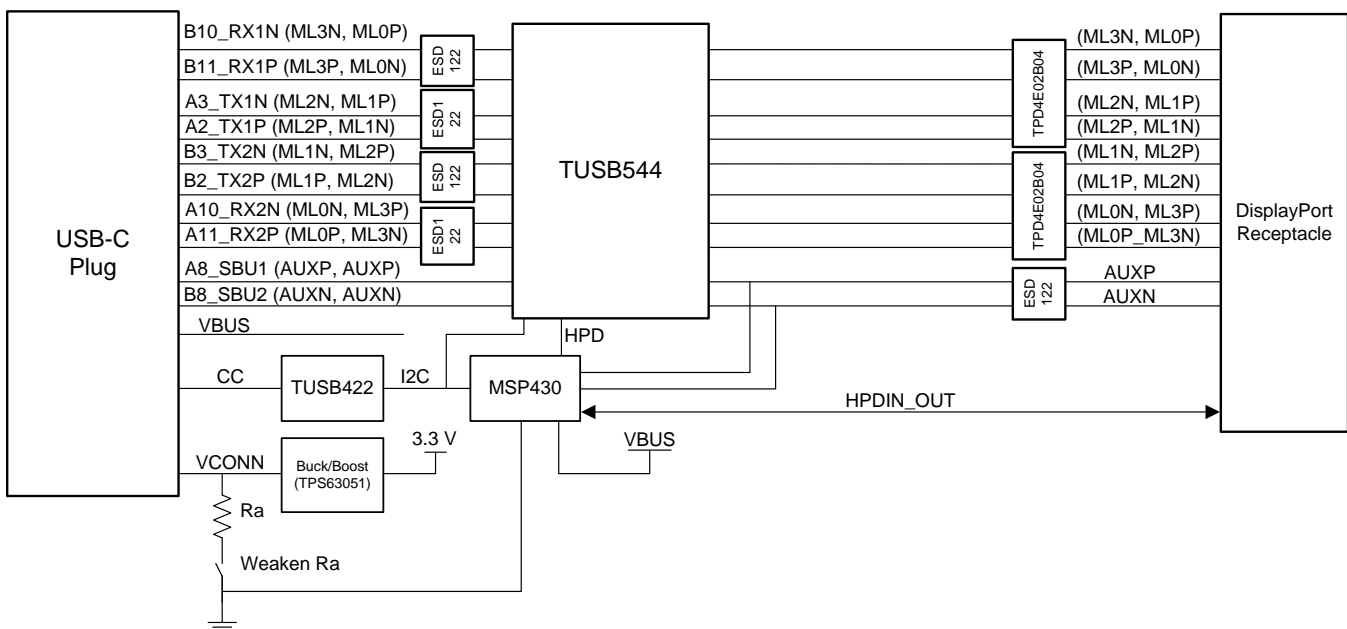 B10_RX1N (ML3N, ML0P)
B11_RX1P (ML3P, ML0N)
A3_TX1N (ML2N, ML1P)
A2_TX1P (ML2P, ML1N)
B3_TX2N (ML1N, ML2P)
B2_TX2P (ML1P, ML2N)
A10_RX2N (ML0N, ML3P)
A11_RX2P (ML0P, ML3N)
A8_SBU1 (AUXP, AUXP)
B8_SBU2 (AUXN, AUXN)
VBUS
CC
VCONN
USB-C
Plug
ESD
122
ESD1
22
ESD
122
ESD1
22
TUSB544
TPD4E02B04
TPD4E02B04
ESD
122
(ML3N, ML0P)
(ML3P, ML0N)
(ML2N, ML1P)
(ML2P, ML1N)
(ML1N, ML2P)
(ML1P, ML2N)
(ML0N, ML3P)
(ML0P_ML3N)
AUXP
AUXN
DisplayPort
Receptacle
HPD
TUSB422
I2C
MSP430
HPDIN_OUT
3.3 V
VBUS
Buck/Boost
(TPS63051)
Ra
Weaken Ra